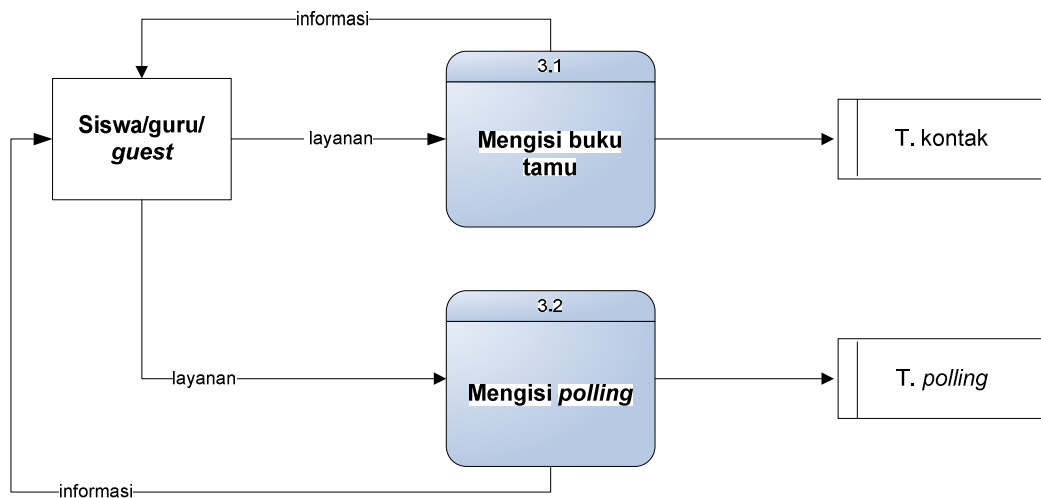 informasi
3.1
Siswa/guru/
guest
layanan
Mengisi buku
tamu
T. kontak
3.2
layanan
Mengisi polling
T. polling
informasi